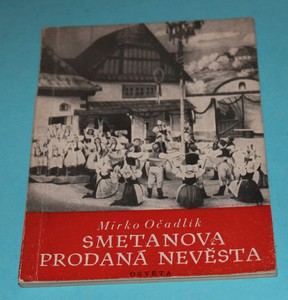 Mirko Očadlík
SMETANOVA
PRODANÁ NEVĚSTA
OSVĚTA